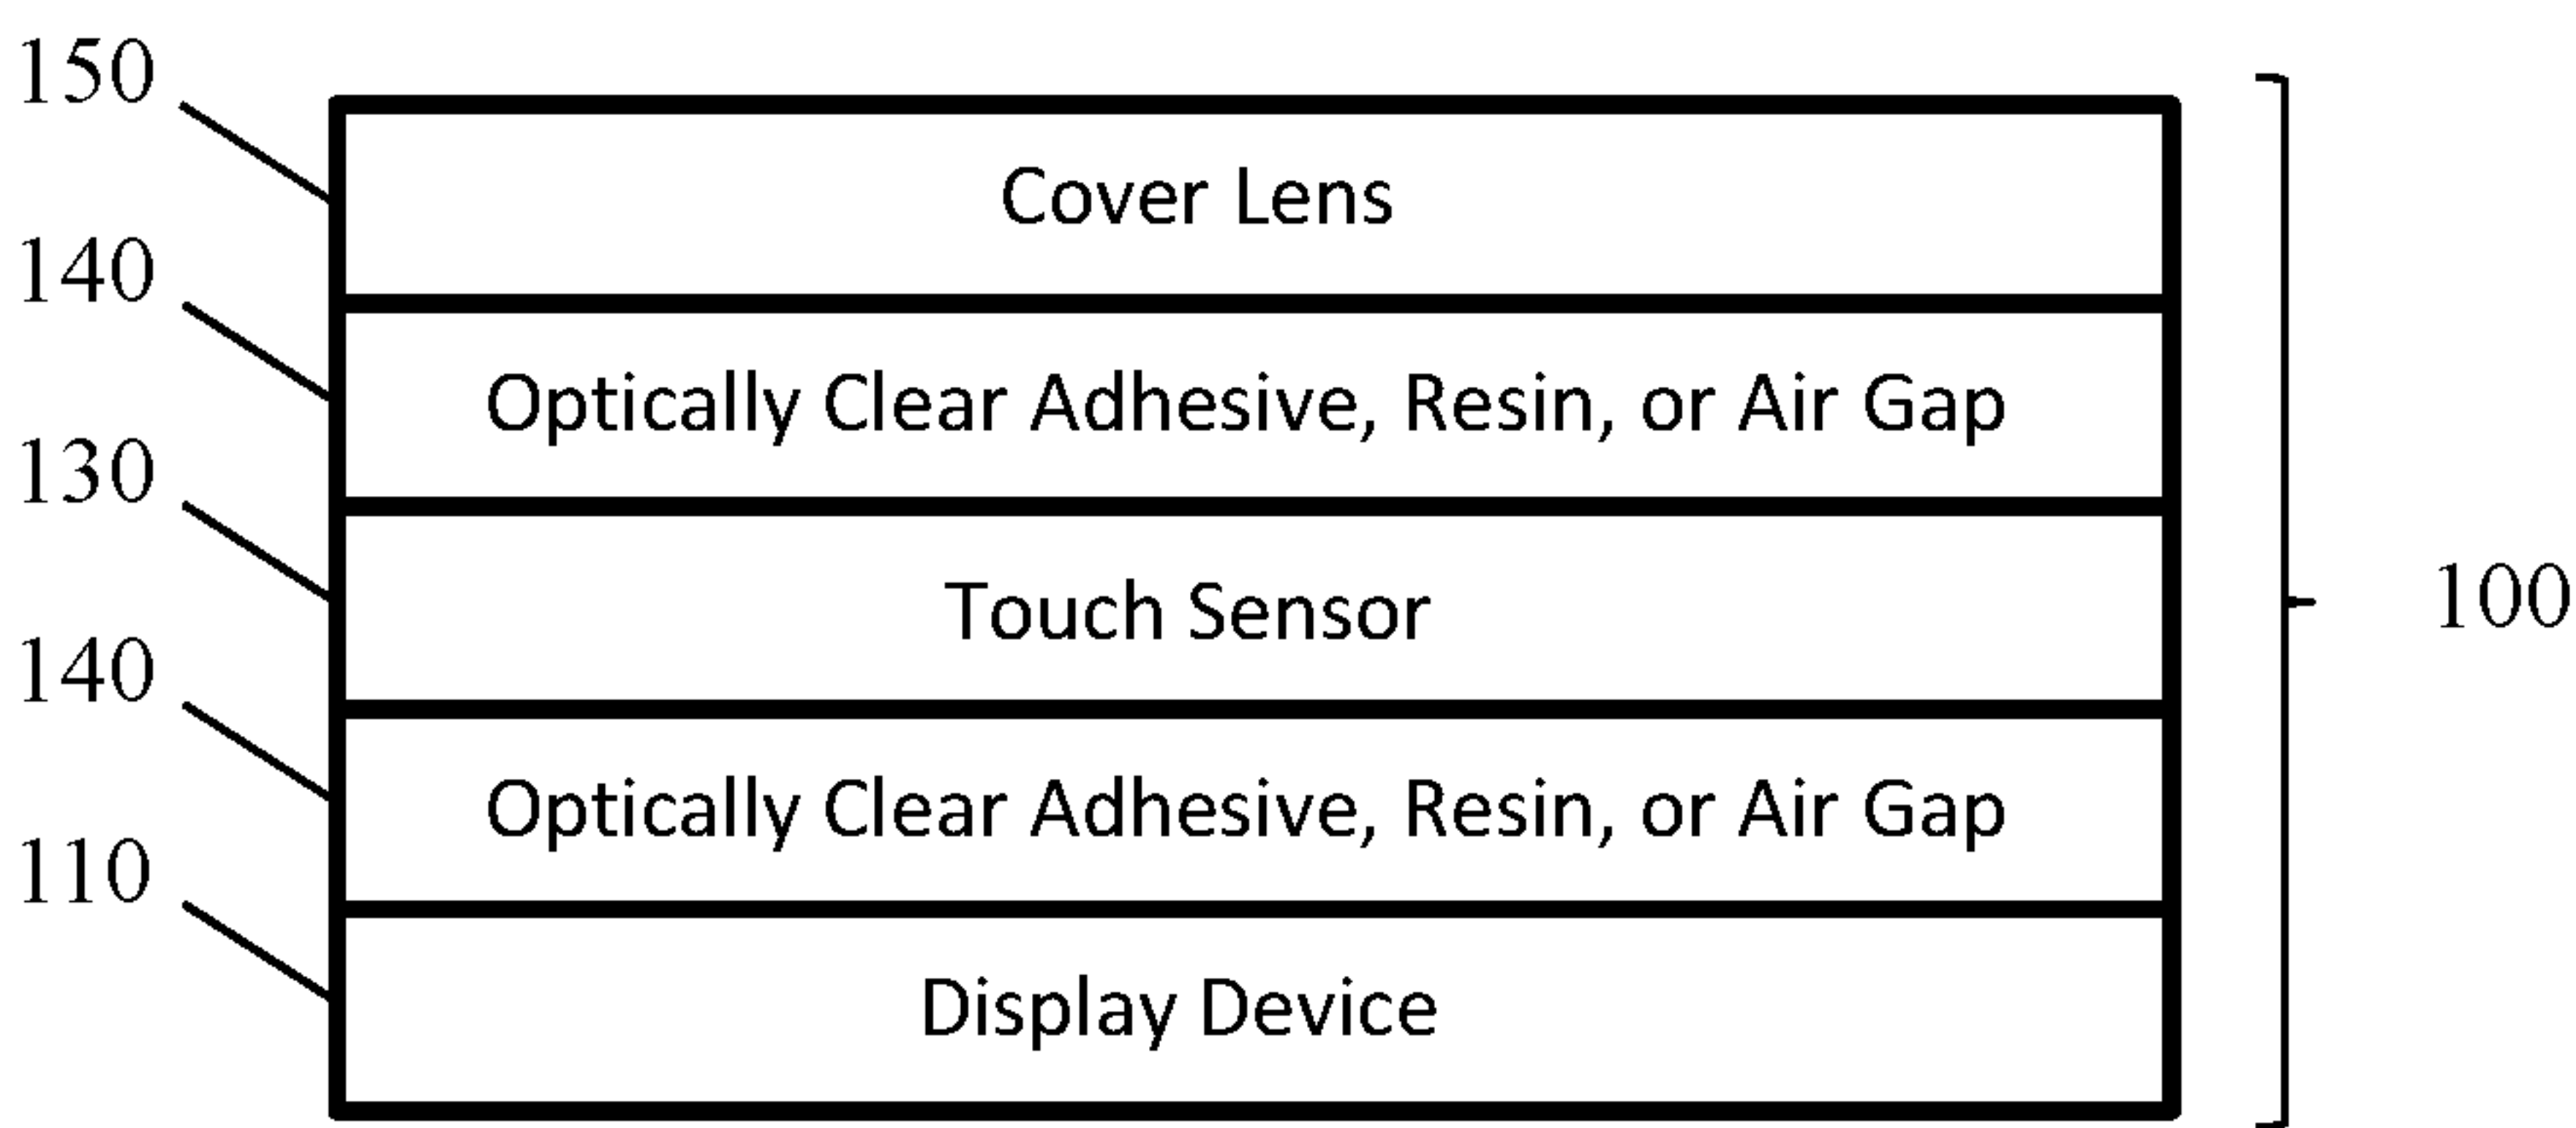 150
Cover Lens
140
Optically Clear Adhesive, Resin, or Air Gap
130
Touch Sensor
100
140
Optically Clear Adhesive, Resin, or Air Gap
110
Display Device